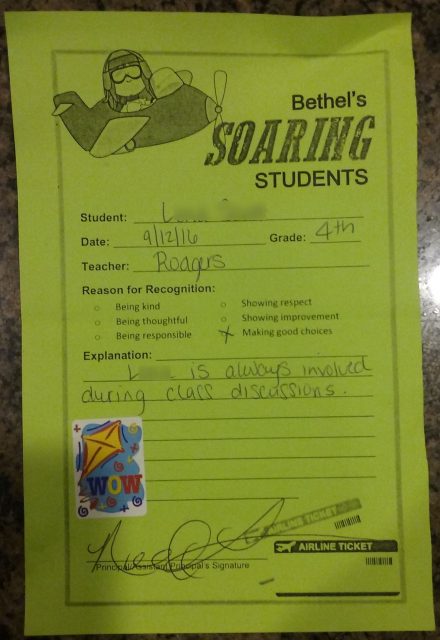 Bethel's
SOARING
STUDENTS
Student: L
Date: 9/12/16 Grade: 4th
Teacher: Roagers
Reason for Recognition:
Being kind
Showing respect
Being thoughtful
Showing improvement
Being responsible
Making good choices
Explanation:
L is always involved
during class discussions.
WOW
AIRLINE TICKET
AIRLINE TICKET
Principal/Assistant Principal's Signature